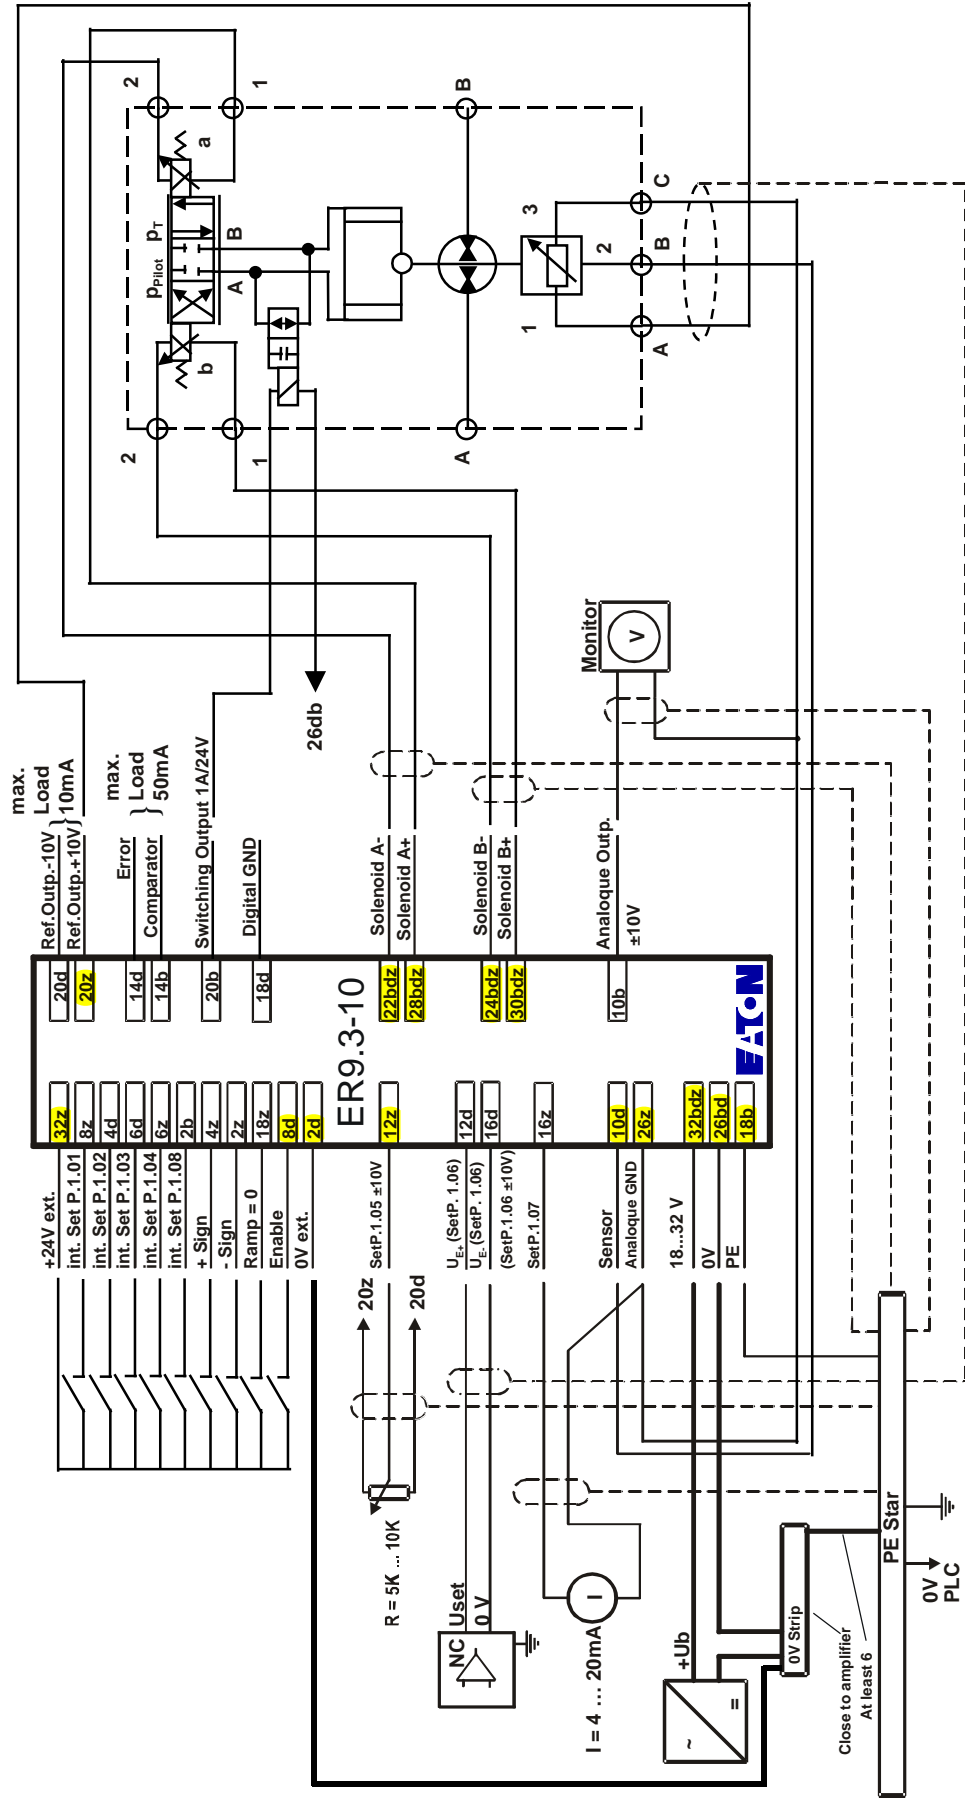 max.
Load
10mA
Ref.Outp.-10V
Ref.Outp.+10V
max.
Load
50mA
Error
Comparator
Switching Output 1A/24V
Digital GND
26db
Solenoid A-
Solenoid A+
Solenoid B-
Solenoid B+
Analoque Outp.
±10V
Monitor
V
2
1
a
pPilot
pT
A
B
b
2
1
B
A
3
2
1
C
B
A
20d
20z
14d
14b
20b
18d
22bdz
28bdz
24bdz
30bdz
10b
ER9.3-10
EATON
32z
8z
4d
6d
6z
2b
4z
2z
18z
8d
2d
12z
12d
16d
16z
10d
26z
32bdz
26bd
18b
+24V ext.
int. Set P.1.01
int. Set P.1.02
int. Set P.1.03
int. Set P.1.04
int. Set P.1.08
+ Sign
- Sign
Ramp = 0
Enable
0V ext.
SetP.1.05 ±10V
UE+ (SetP. 1.06)
UE- (SetP. 1.06)
(SetP.1.06 ±10V)
SetP.1.07
Sensor
Analoque GND
18...32 V
0V
PE
20z
20d
R = 5K ... 10K
NC
Uset
0 V
I
I = 4 ... 20mA
+Ub
~
=
0V Strip
Close to amplifier
At least 6
PE Star
0V
PLC